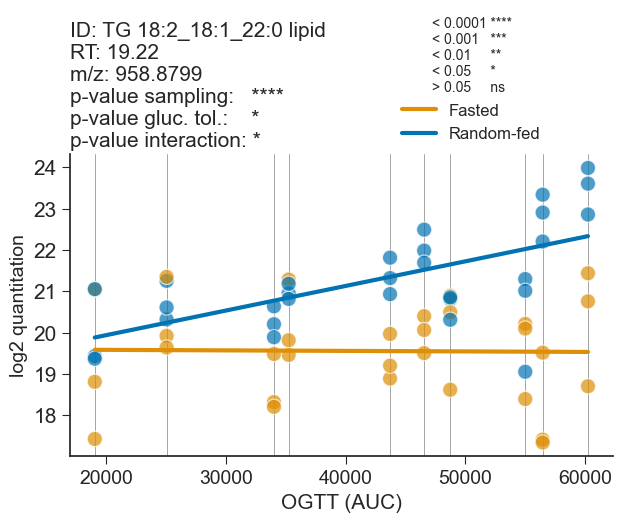 ID: TG 18:2_18:1_22:0 lipid
RT: 19.22
m/z: 958.8799
p-value sampling: ****
p-value gluc. tol.: *
p-value interaction: *
< 0.0001 ****
< 0.001 ***
< 0.01 **
< 0.05 *
> 0.05 ns
Fasted
Random-fed
log2 quantitation
24
23
22
21
20
19
18
20000 30000 40000 50000 60000
OGTT (AUC)